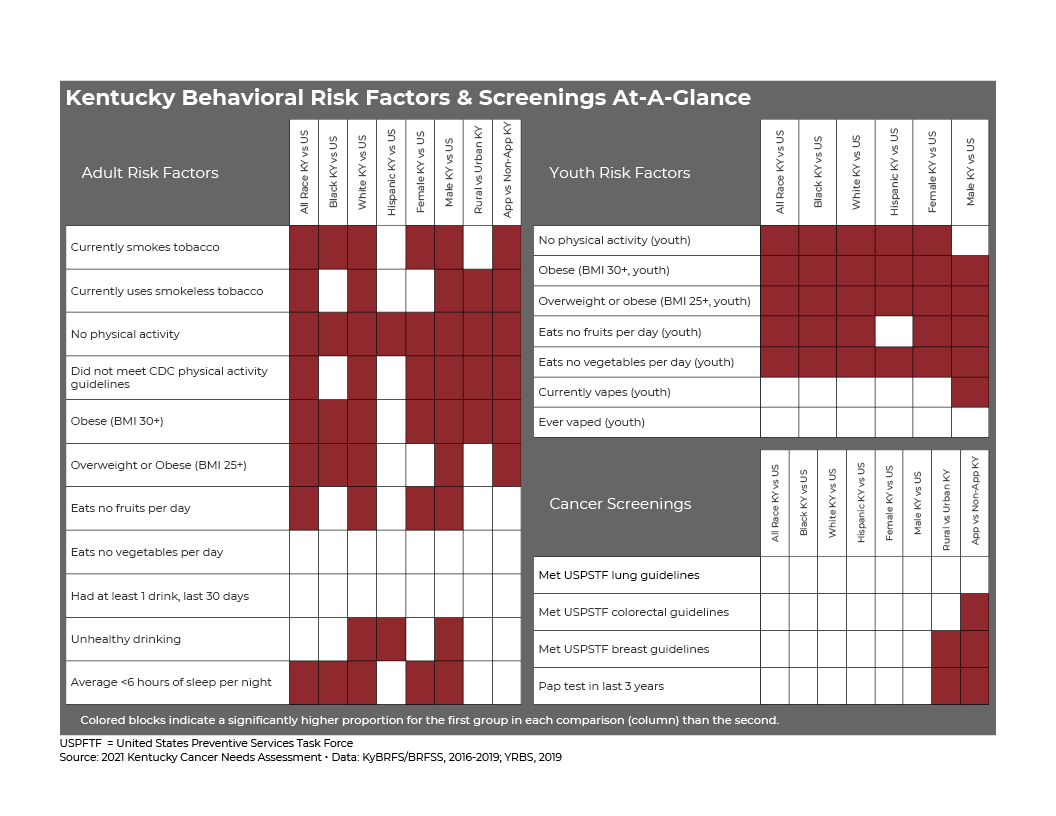 Kentucky Behavioral Risk Factors & Screenings At-A-Glance
Adult Risk Factors
All Race KY vs US
Black KY vs US
White KY vs US
Hispanic KY vs US
Female KY vs US
Male KY vs US
Rural vs Urban KY
App vs Non-App KY
Currently smokes tobacco
Currently uses smokeless tobacco
No physical activity
Did not meet CDC physical activity
guidelines
Obese (BMI 30+)
Overweight or Obese (BMI 25+)
Eats no fruits per day
Eats no vegetables per day
Had at least 1 drink, last 30 days
Unhealthy drinking
Average <6 hours of sleep per night
Youth Risk Factors
All Race KY vs US
Black KY vs US
White KY vs US
Hispanic KY vs US
Female KY vs US
Male KY vs US
No physical activity (youth)
Obese (BMI 30+, youth)
Overweight or obese (BMI 25+, youth)
Eats no fruits per day (youth)
Eats no vegetables per day (youth)
Currently vapes (youth)
Ever vaped (youth)
Cancer Screenings
All Race KY vs US
Black KY vs US
White KY vs US
Hispanic KY vs US
Female KY vs US
Male KY vs US
Rural vs Urban KY
App vs Non-App KY
Met USPSTF lung guidelines
Met USPSTF colorectal guidelines
Met USPSTF breast guidelines
Pap test in last 3 years
Colored blocks indicate a significantly higher proportion for the first group in each comparison (column) than the second.
USPFTF = United States Preventive Services Task Force
Source: 2021 Kentucky Cancer Needs Assessment • Data: KyBRFS/BRFSS, 2016-2019; YRBS, 2019